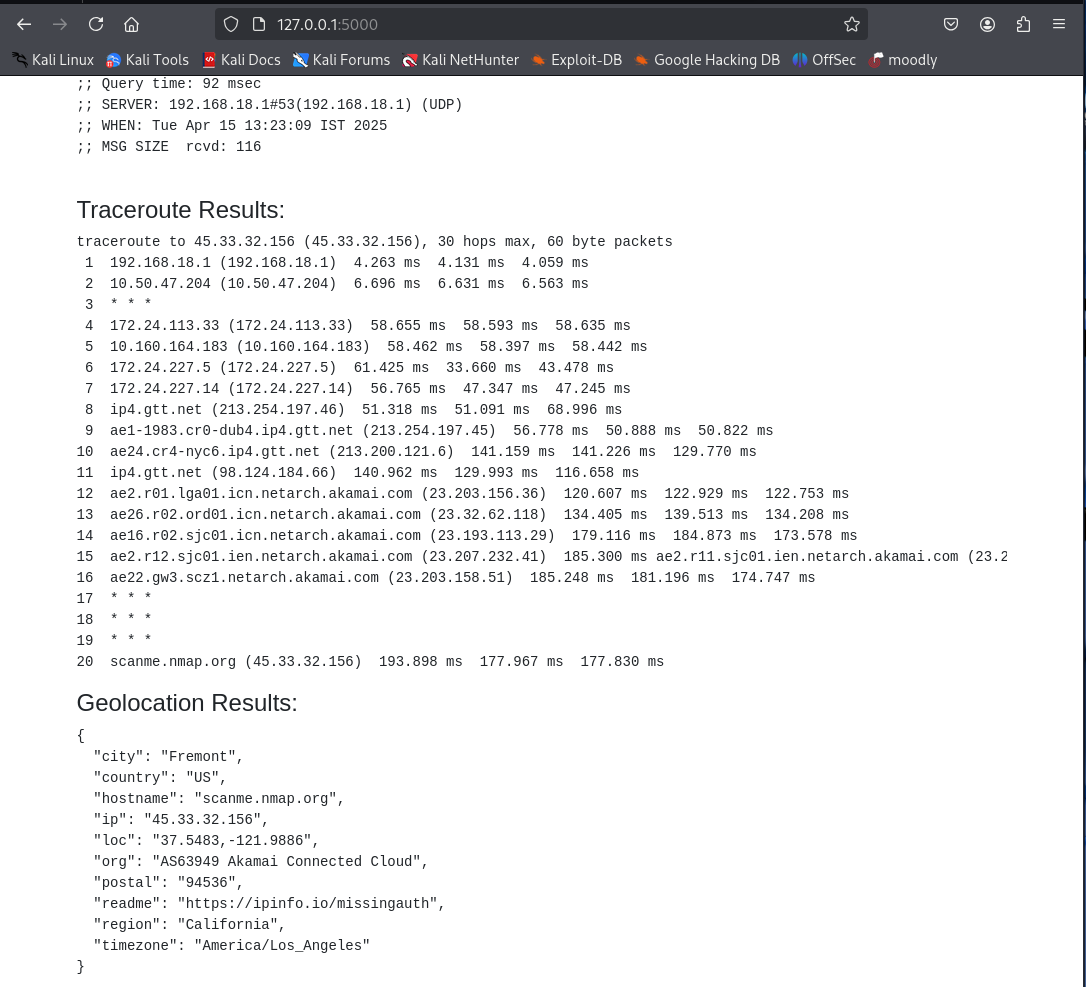 127.0.0.1:5000
Kali Linux Kali Tools Kali Docs Kali Forums Kali NetHunter Exploit-DB Google Hacking DB OffSec moodly
;; Query time: 92 msec
;; SERVER: 192.168.18.1#53(192.168.18.1) (UDP)
;; WHEN: Tue Apr 15 13:23:09 IST 2025
;; MSG SIZE  rcvd: 116
Traceroute Results:
traceroute to 45.33.32.156 (45.33.32.156), 30 hops max, 60 byte packets
 1  192.168.18.1 (192.168.18.1)  4.263 ms  4.131 ms  4.059 ms
 2  10.50.47.204 (10.50.47.204)  6.696 ms  6.631 ms  6.563 ms
 3  * * *
 4  172.24.113.33 (172.24.113.33)  58.655 ms  58.593 ms  58.635 ms
 5  10.160.164.183 (10.160.164.183)  58.462 ms  58.397 ms  58.442 ms
 6  172.24.227.5 (172.24.227.5)  61.425 ms  33.660 ms  43.478 ms
 7  172.24.227.14 (172.24.227.14)  56.765 ms  47.347 ms  47.245 ms
 8  ip4.gtt.net (213.254.197.46)  51.318 ms  51.091 ms  68.996 ms
 9  ae1-1983.cr0-dub4.ip4.gtt.net (213.254.197.45)  56.778 ms  50.888 ms  50.822 ms
10  ae24.cr4-nyc6.ip4.gtt.net (213.200.121.6)  141.159 ms  141.226 ms  129.770 ms
11  ip4.gtt.net (98.124.184.66)  140.962 ms  129.993 ms  116.658 ms
12  ae2.r01.lga01.icn.netarch.akamai.com (23.203.156.36)  120.607 ms  122.929 ms  122.753 ms
13  ae26.r02.ord01.icn.netarch.akamai.com (23.32.62.118)  134.405 ms  139.513 ms  134.208 ms
14  ae16.r02.sjc01.icn.netarch.akamai.com (23.193.113.29)  179.116 ms  184.873 ms  173.578 ms
15  ae2.r12.sjc01.ien.netarch.akamai.com (23.207.232.41)  185.300 ms ae2.r11.sjc01.ien.netarch.akamai.com (23.2
16  ae22.gw3.scz1.netarch.akamai.com (23.203.158.51)  185.248 ms  181.196 ms  174.747 ms
17  * * *
18  * * *
19  * * *
20  scanme.nmap.org (45.33.32.156)  193.898 ms  177.967 ms  177.830 ms
Geolocation Results:
{
  "city": "Fremont",
  "country": "US",
  "hostname": "scanme.nmap.org",
  "ip": "45.33.32.156",
  "loc": "37.5483,-121.9886",
  "org": "AS63949 Akamai Connected Cloud",
  "postal": "94536",
  "readme": "https://ipinfo.io/missingauth",
  "region": "California",
  "timezone": "America/Los_Angeles"
}